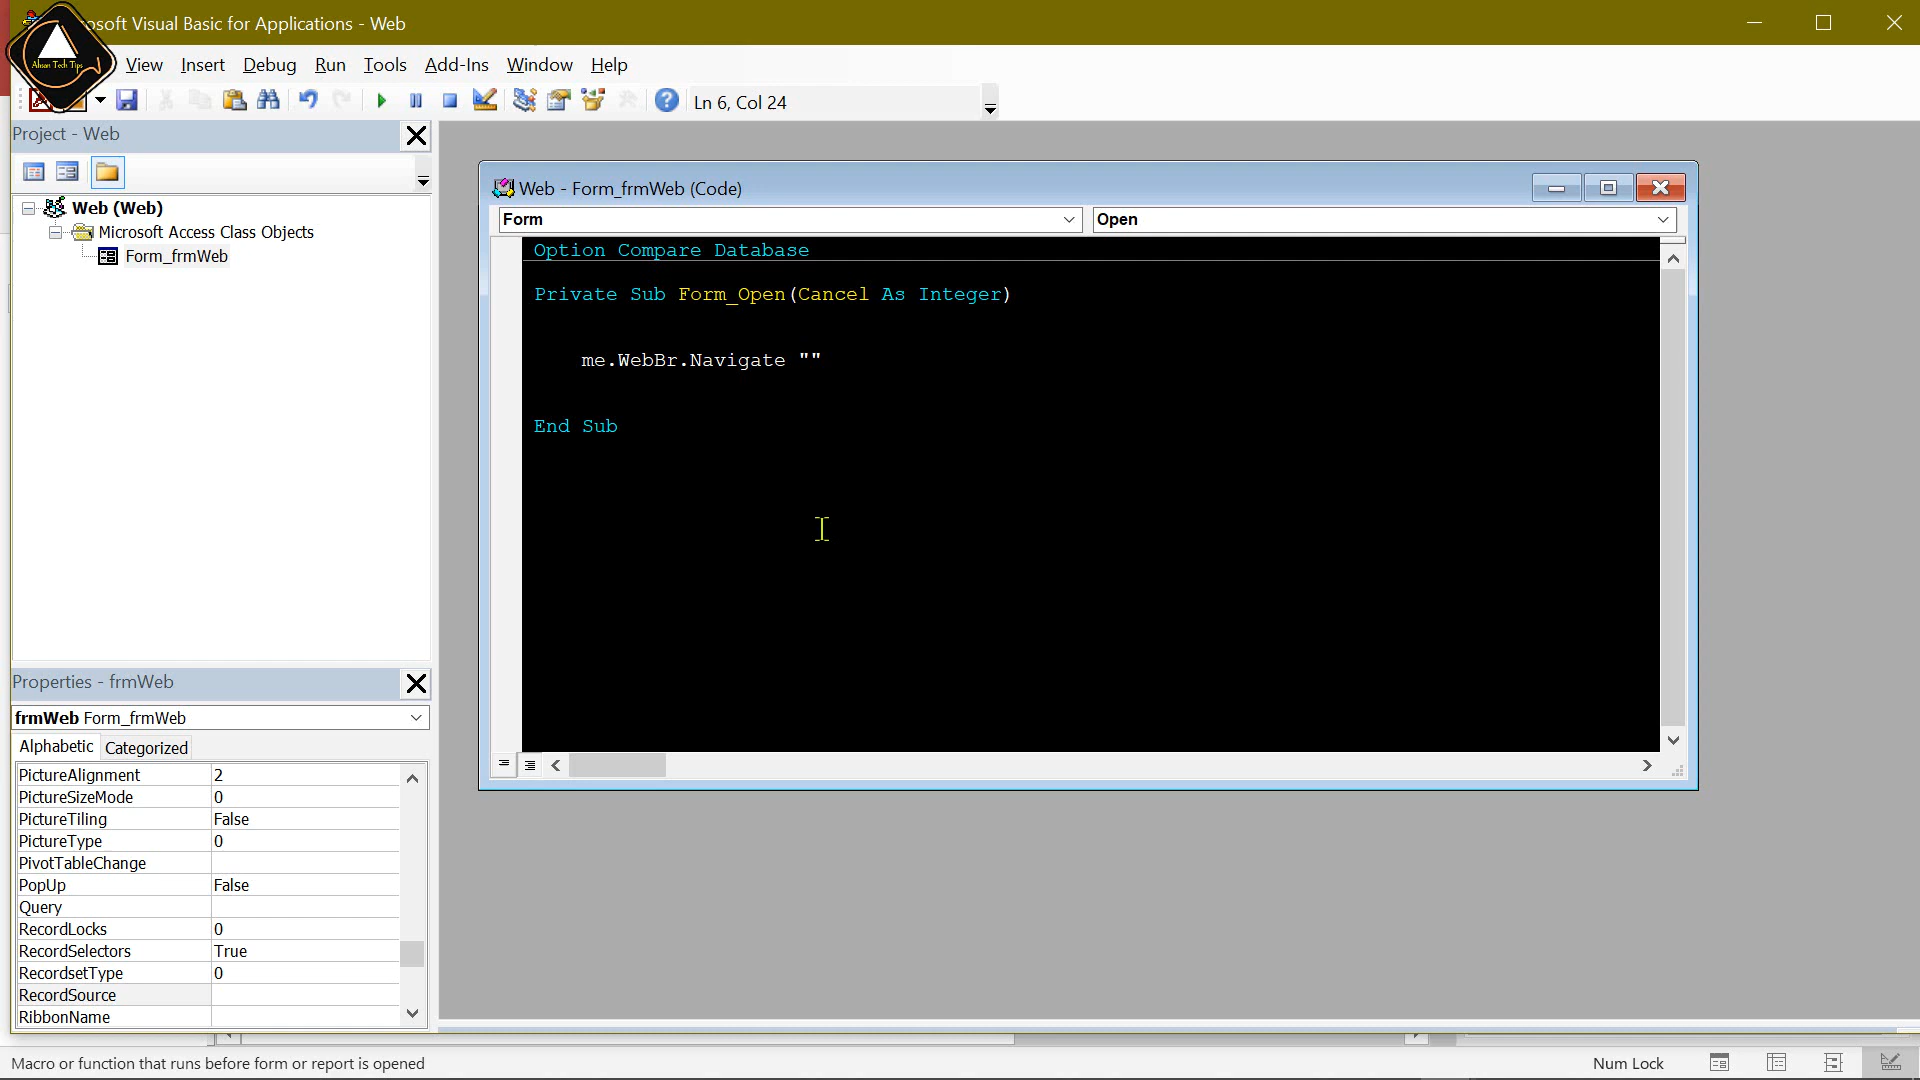 osoft Visual Basic for Applications - Web
Ahsan Tech Tips
View Insert Debug Run Tools Add-Ins Window Help
Ln 6, Col 24
Project - Web
Web (Web)
Microsoft Access Class Objects
Form_frmWeb
Web - Form_frmWeb (Code)
Form Open
Option Compare Database
Private Sub Form_Open(Cancel As Integer)
me.WebBr.Navigate ""
End Sub
Properties - frmWeb
frmWeb Form_frmWeb
Alphabetic Categorized
PictureAlignment 2
PictureSizeMode 0
PictureTiling False
PictureType 0
PivotTableChange
PopUp False
Query
RecordLocks 0
RecordSelectors True
RecordsetType 0
RecordSource
RibbonName
Macro or function that runs before form or report is opened
Num Lock